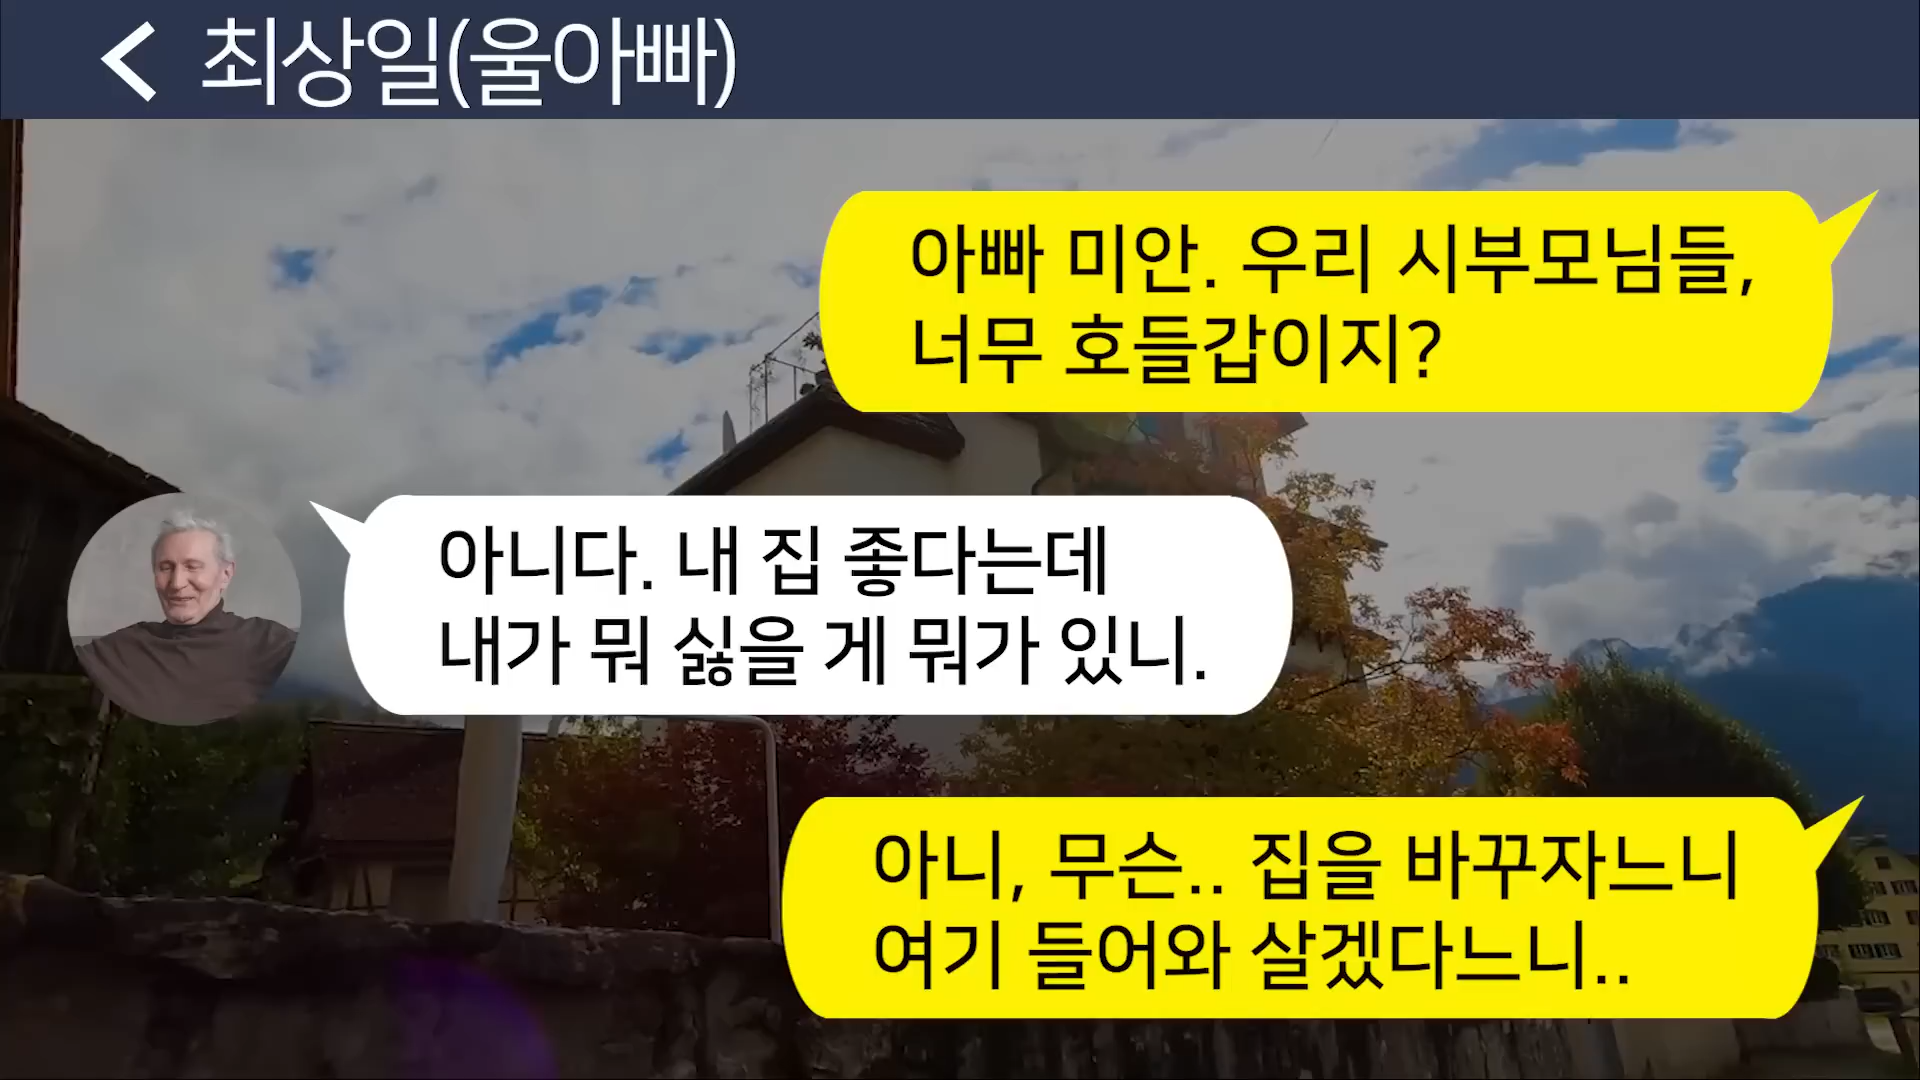 최상일(울아빠)
아빠 미안. 우리 시부모님들,
너무 호들갑이지?
아니다. 내 집 좋다는데
내가 뭐 싫을 게 뭐가 있니.
아니, 무슨.. 집을 바꾸자느니
여기 들어와 살겠다느니..